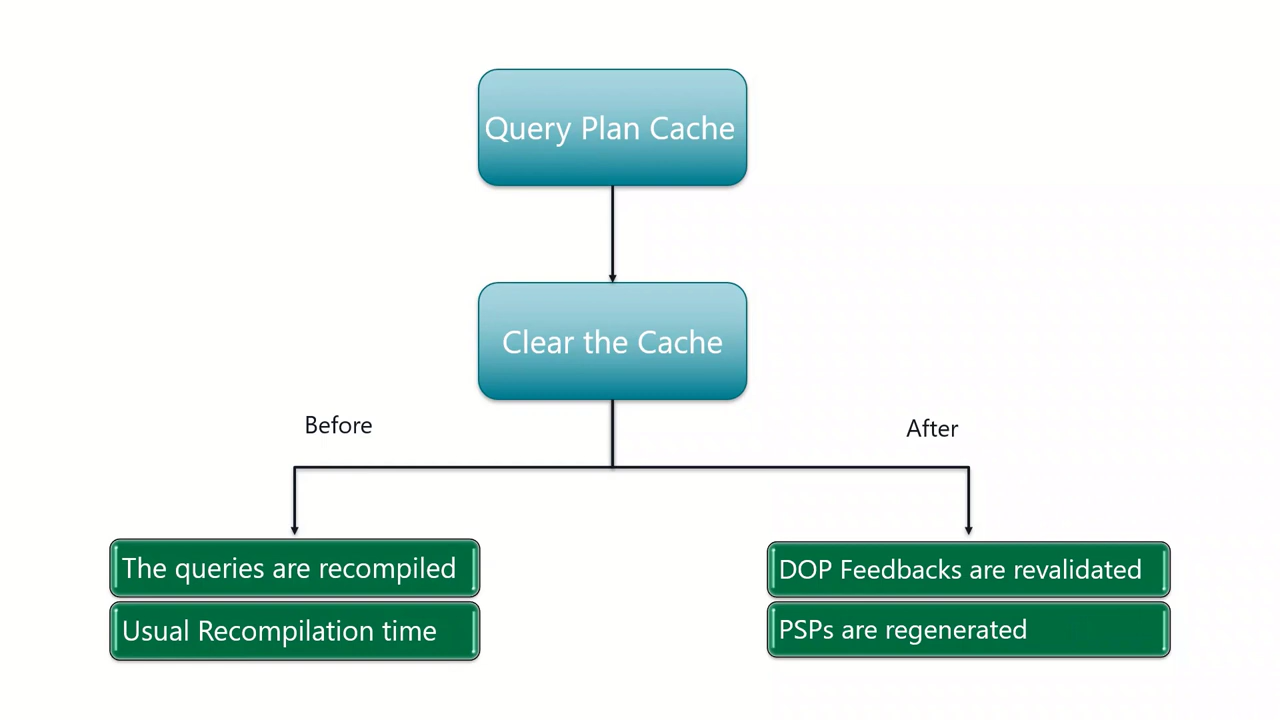 Query Plan Cache
Clear the Cache
Before
After
The queries are recompiled
Usual Recompilation time
DOP Feedbacks are revalidated
PSPs are regenerated